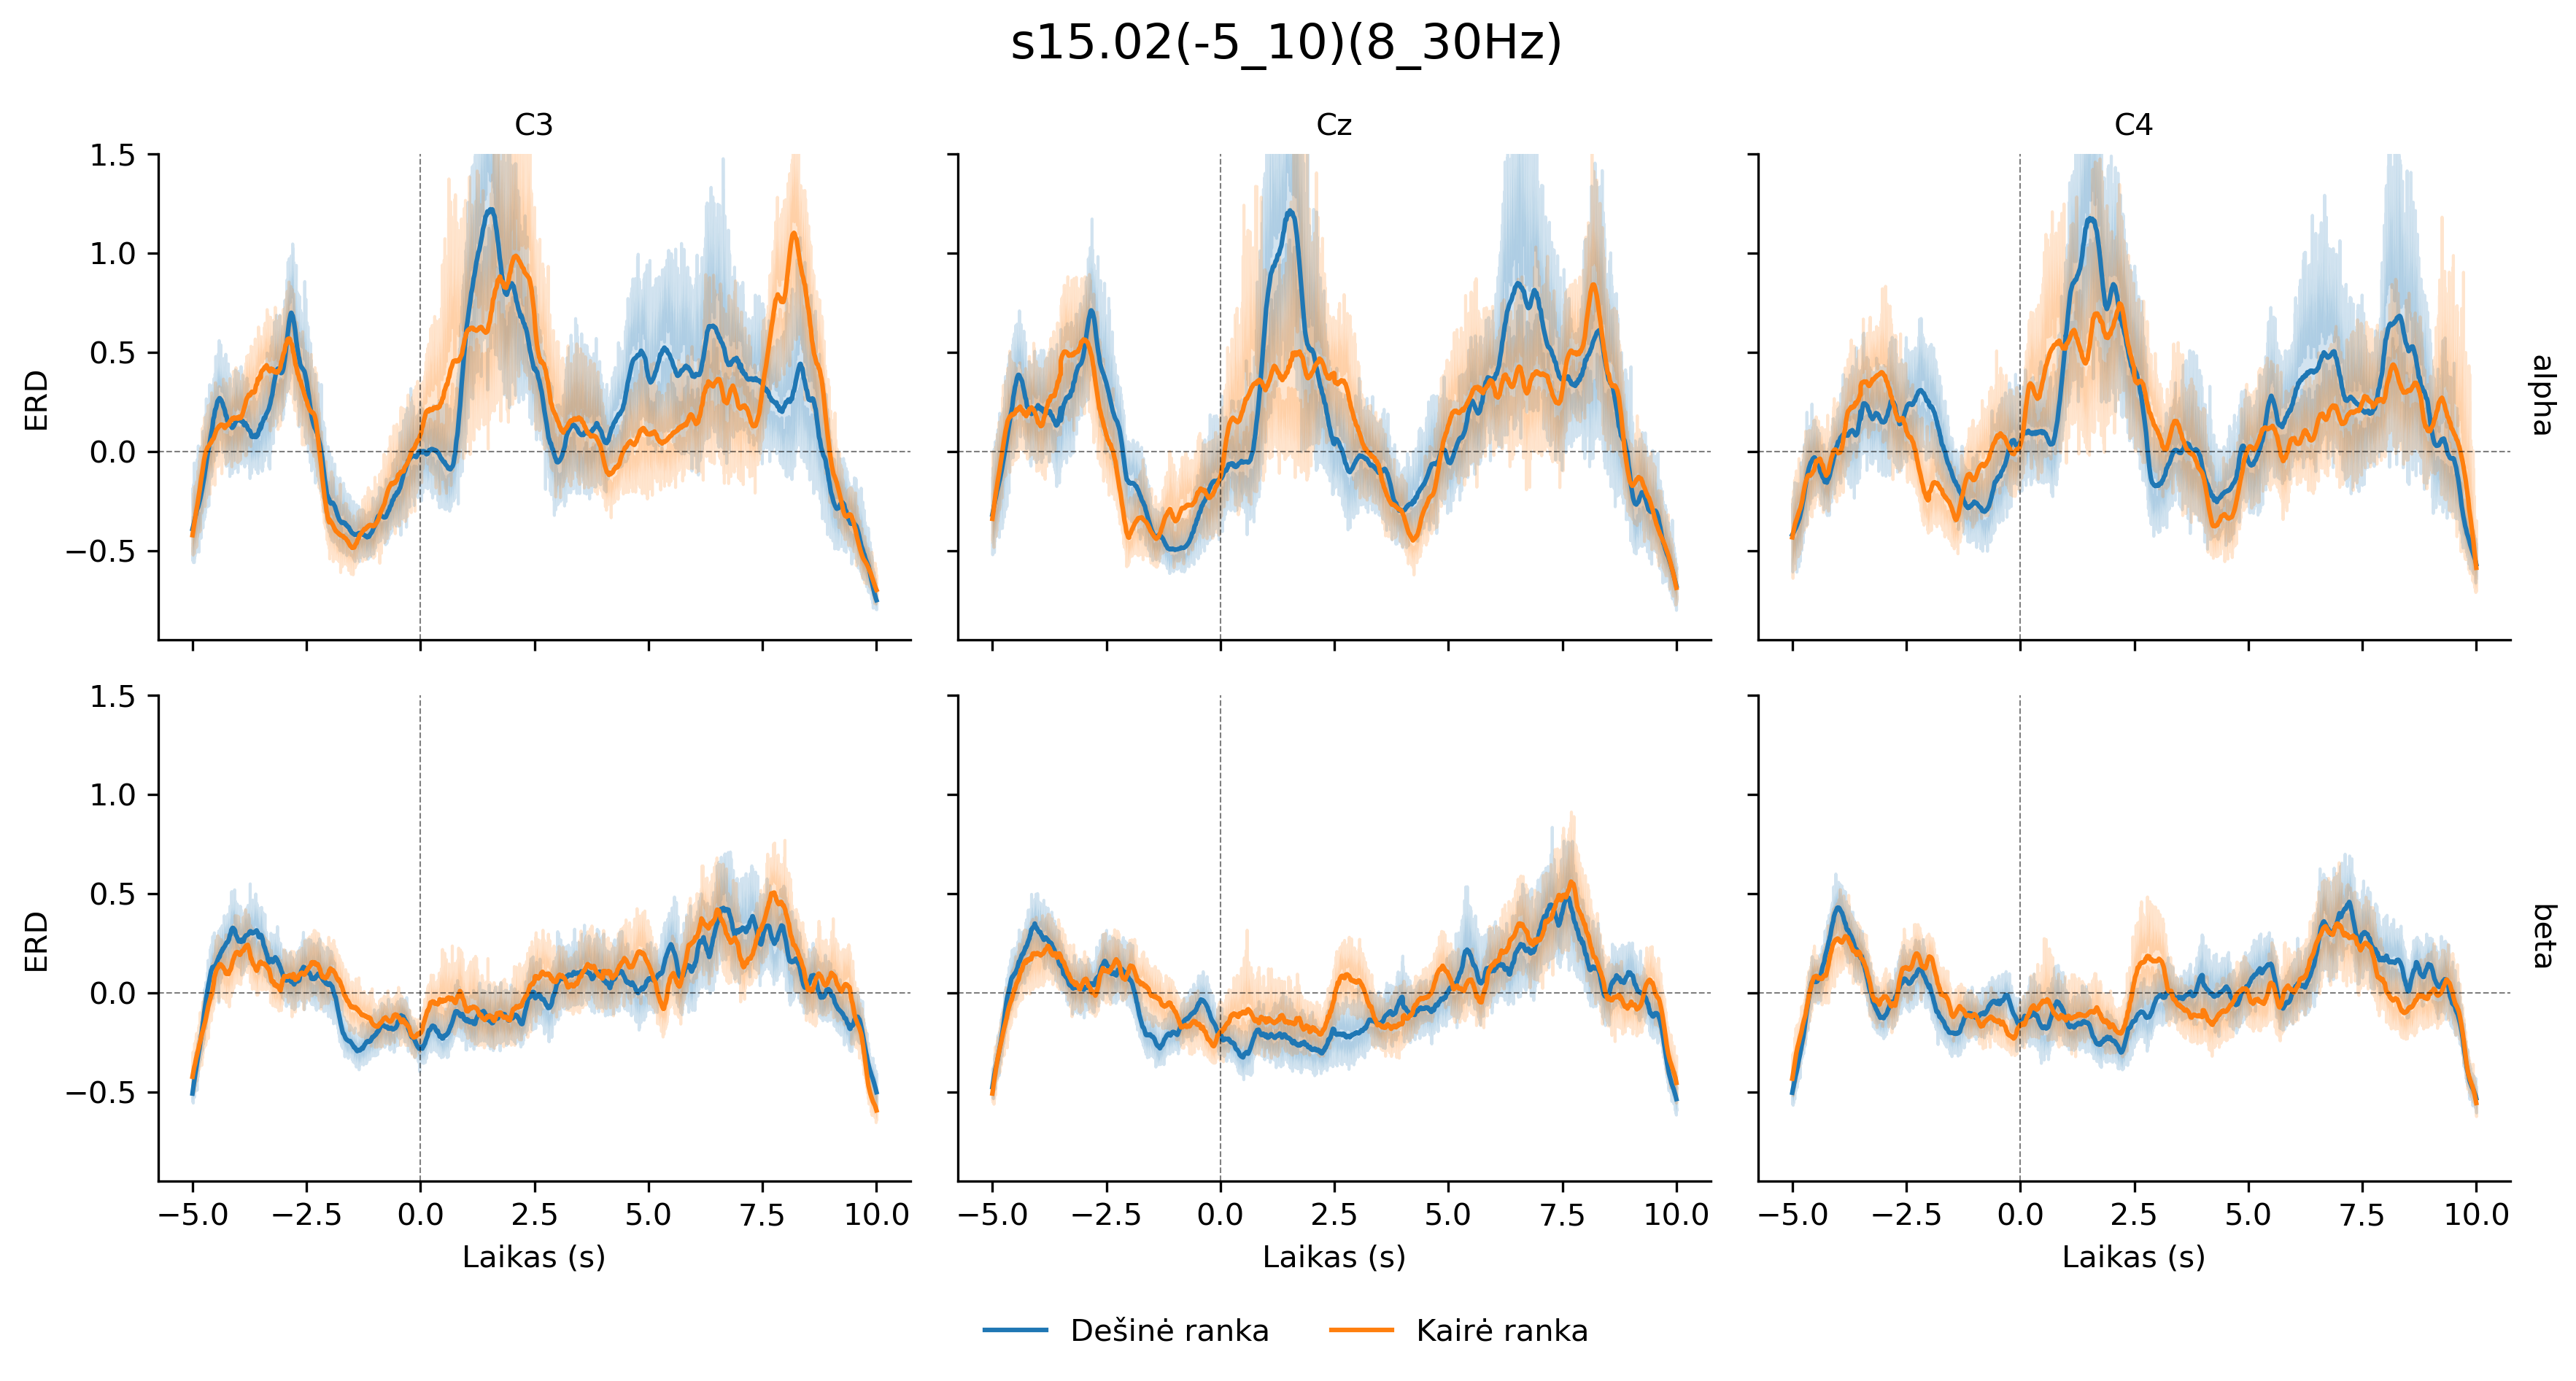 s15.02(-5_10)(8_30Hz)
C3 Cz C4
1.5
1.0
0.5
0.0
−0.5
ERD
alpha
1.5
1.0
0.5
0.0
−0.5
ERD
beta
−5.0 −2.5 0.0 2.5 5.0 7.5 10.0 −5.0 −2.5 0.0 2.5 5.0 7.5 10.0 −5.0 −2.5 0.0 2.5 5.0 7.5 10.0
Laikas (s) Laikas (s) Laikas (s)
Dešinė ranka Kairė ranka